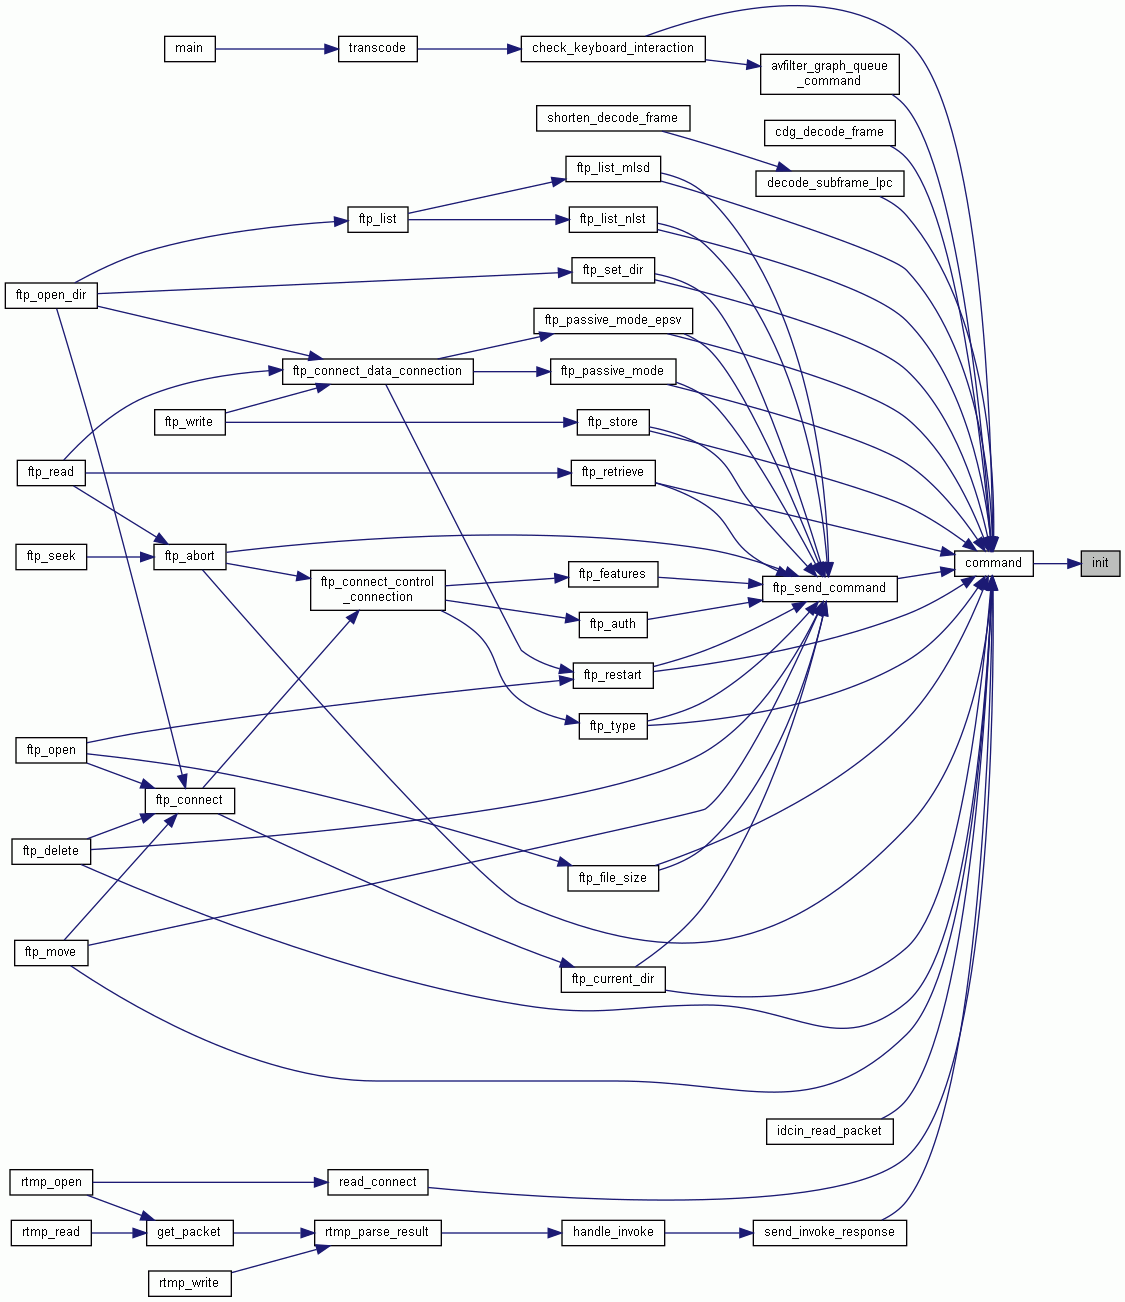 main
transcode
check_keyboard_interaction
avfilter_graph_queue
_command
shorten_decode_frame
cdg_decode_frame
ftp_list_mlsd
decode_subframe_lpc
ftp_list
ftp_list_nlst
ftp_set_dir
ftp_open_dir
ftp_passive_mode_epsv
ftp_connect_data_connection
ftp_passive_mode
ftp_write
ftp_store
ftp_read
ftp_retrieve
ftp_seek
ftp_abort
command
init
ftp_connect_control
_connection
ftp_features
ftp_send_command
ftp_auth
ftp_restart
ftp_type
ftp_open
ftp_connect
ftp_delete
ftp_file_size
ftp_move
ftp_current_dir
idcin_read_packet
rtmp_open
read_connect
rtmp_read
get_packet
rtmp_parse_result
handle_invoke
send_invoke_response
rtmp_write